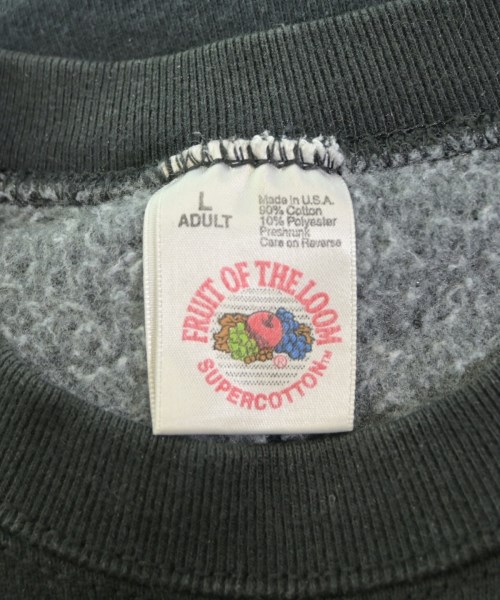 L
ADULT
Made in U.S.A.
90% Cotton
10% Polyester
Preshrunk
Care on Reverse
FRUIT OF THE LOOM
®
SUPERCOTTON™